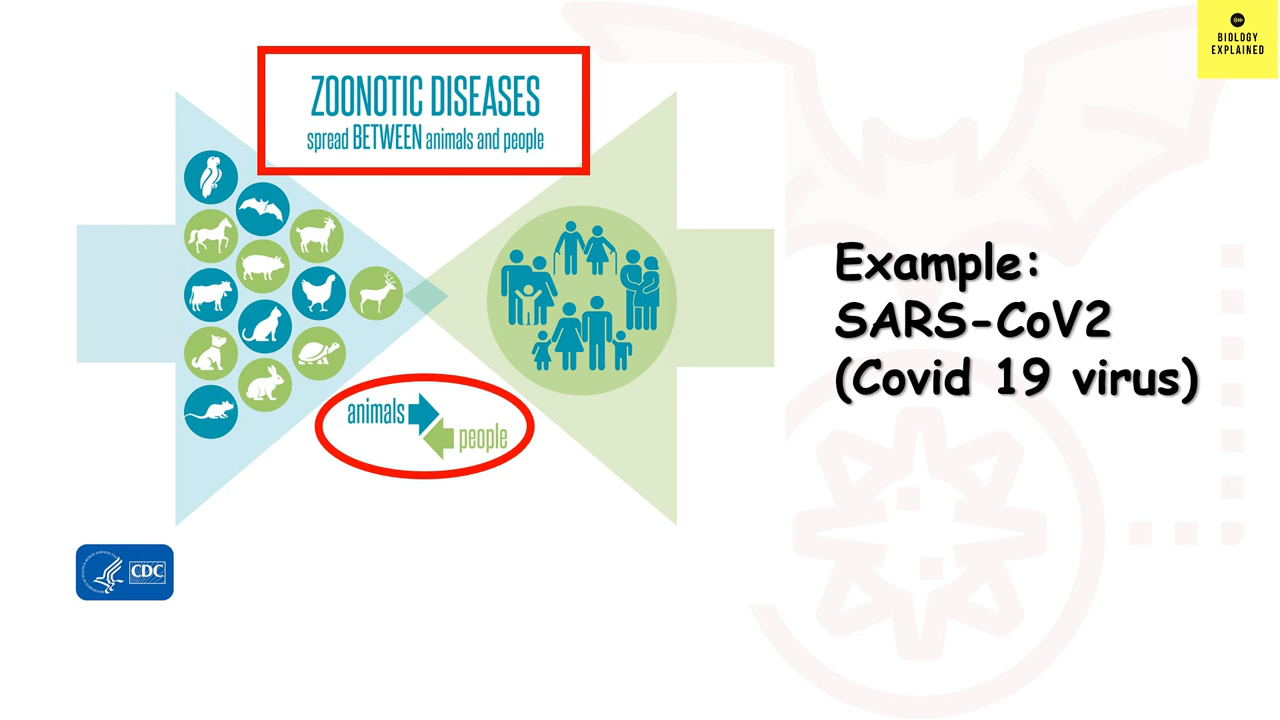 ZOONOTIC DISEASES
spread BETWEEN animals and people
animals
people
Example:
SARS-CoV2
(Covid 19 virus)
BIOLOGY
EXPLAINED
CDC